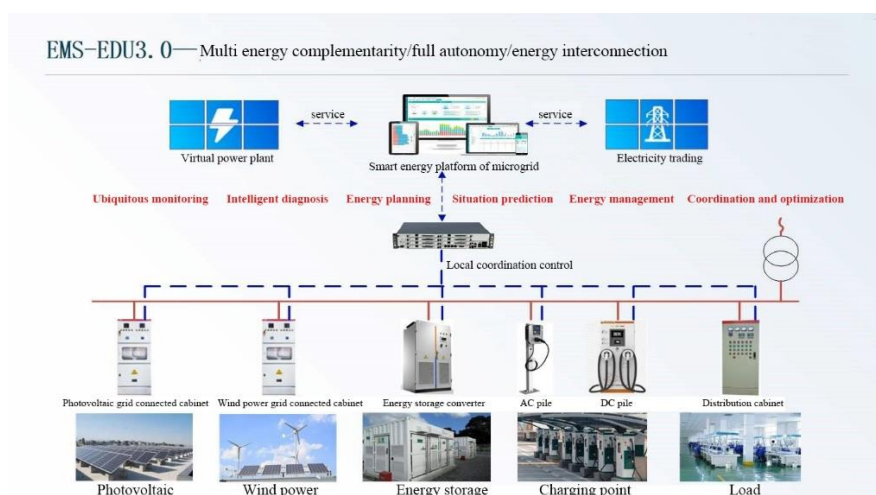 EMS-EDU3.0—Multi energy complementarity/full autonomy/energy interconnection
service
service
Virtual power plant
Smart energy platform of microgrid
Electricity trading
Ubiquitous monitoring
Intelligent diagnosis
Energy planning
Situation prediction
Energy management
Coordination and optimization
Local coordination control
Photovoltaic grid connected cabinet
Wind power grid connected cabinet
Energy storage converter
AC pile
DC pile
Distribution cabinet
Photovoltaic
Wind power
Energy storage
Charging point
Load